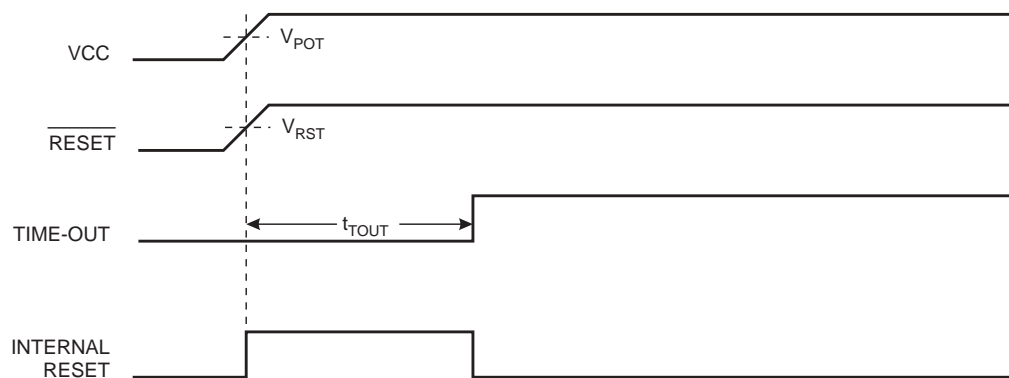 VCC
V_POT
RESET
V_RST
TIME-OUT
t_TOUT
INTERNAL
RESET